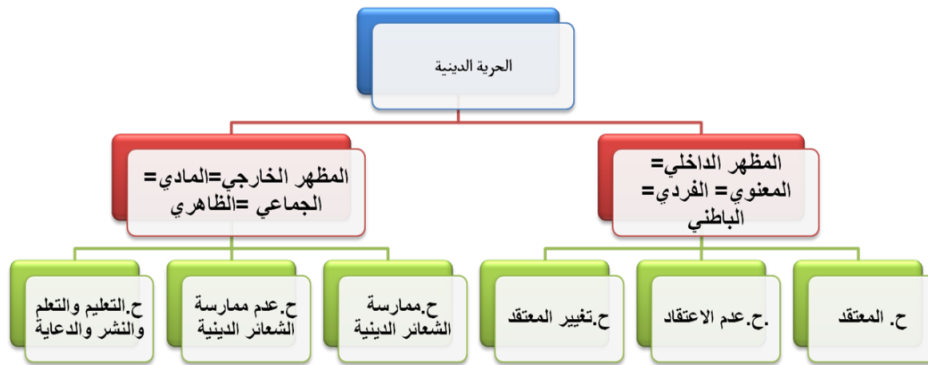 الحرية الدينية
المظهر الداخلي=
المعنوي= الفردي=
الباطني
المظهر الخارجي=المادي=
الجماعي =الظاهري
ح. المعتقد
ح.عدم الاعتقاد.
ح.تغيير المعتقد
ح.ممارسة
الشعائر الدينية
ح.عدم ممارسة
الشعائر الدينية
ح.التعليم والتعلم
والنشر والدعاية